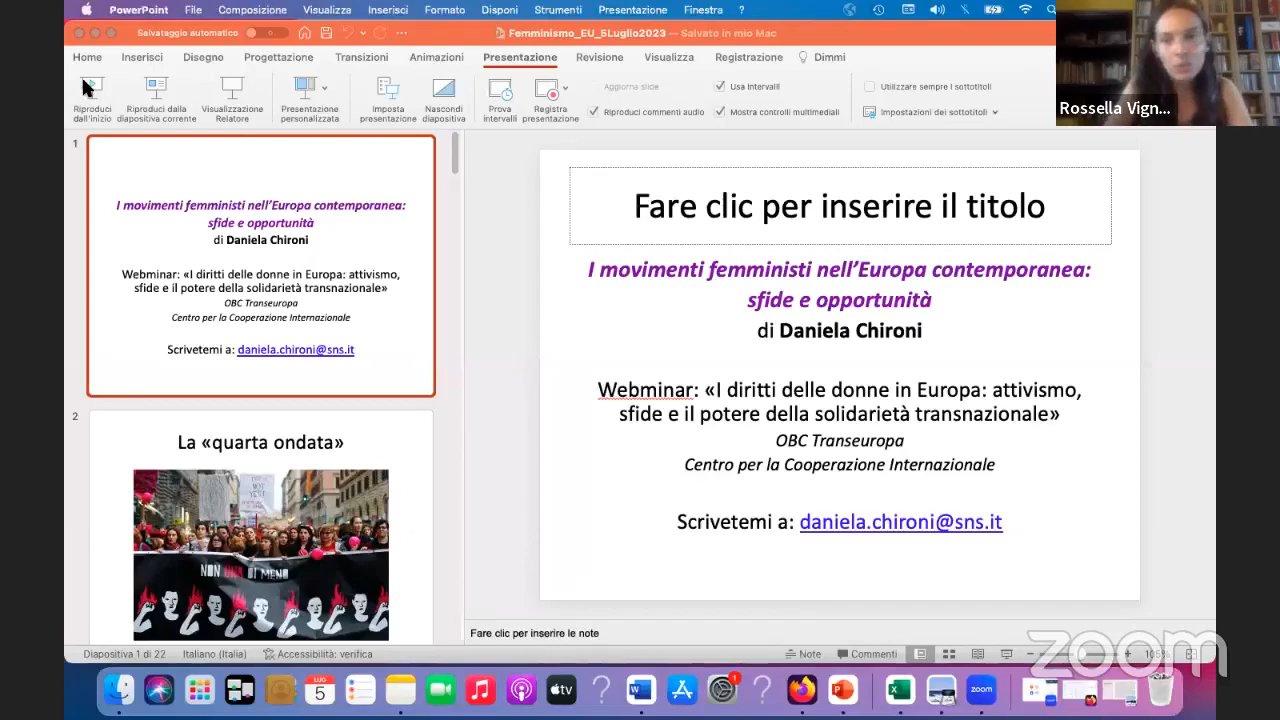 PowerPoint File Composizione Visualizza Inserisci Formato Disponi Strumenti Presentazione Finestra ?
Salvataggio automatico
Femminismo_EU_5Luglio2023 — Salvato in mio Mac
Home Inserisci Disegno Progettazione Transizioni Animazioni Presentazione Revisione Visualizza Registrazione Dimmi
Riproduci dall'inizio
Riproduci dalla diapositiva corrente
Visualizzazione Relatore
Presentazione personalizzata
Imposta presentazione
Nascondi diapositiva
Prova intervalli
Registra presentazione
Aggiorna slide
Usa intervalli
Riproduci commenti audio
Mostra controlli multimediali
Utilizzare sempre i sottotitoli
Impostazioni dei sottotitoli
Rossella Vign...
1
I movimenti femministi nell'Europa contemporanea:
sfide e opportunità
di Daniela Chironi
Webminar: «I diritti delle donne in Europa: attivismo,
sfide e il potere della solidarietà transnazionale»
OBC Transeuropa
Centro per la Cooperazione Internazionale
Scrivetemi a: daniela.chironi@sns.it
2
La «quarta ondata»
NON UNA DI MENO
Fare clic per inserire il titolo
I movimenti femministi nell'Europa contemporanea:
sfide e opportunità
di Daniela Chironi
Webminar: «I diritti delle donne in Europa: attivismo,
sfide e il potere della solidarietà transnazionale»
OBC Transeuropa
Centro per la Cooperazione Internazionale
Scrivetemi a: daniela.chironi@sns.it
Fare clic per inserire le note
Diapositiva 1 di 22 Italiano (Italia) Accessibilità: verifica
Note Commenti
105%
zoom
LUG
5
tv
1
zoom